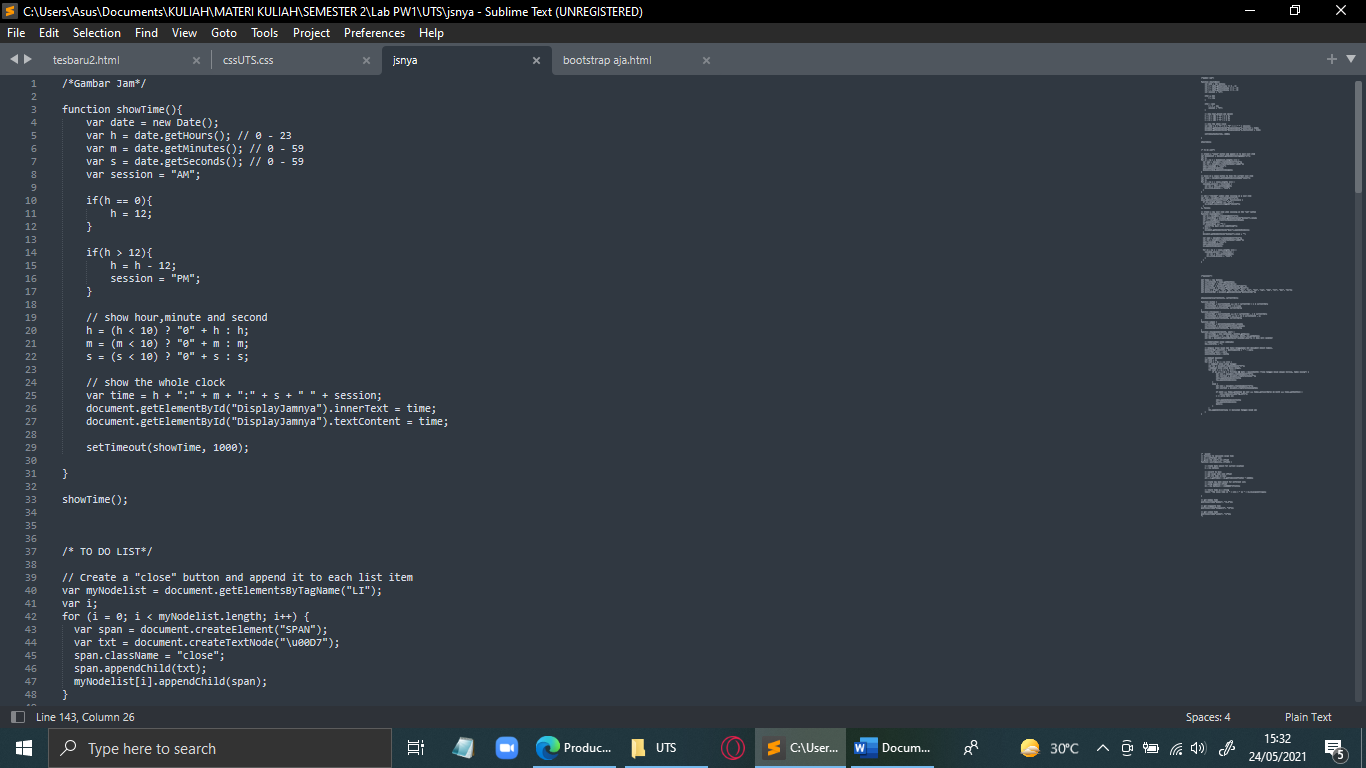 C:\Users\Asus\Documents\KULIAH\MATERI KULIAH\SEMESTER 2\Lab PW1\UTS\jsnya - Sublime Text (UNREGISTERED)
File Edit Selection Find View Goto Tools Project Preferences Help
tesbaru2.html cssUTS.css jsnya bootstrap aja.html
1 /*Gambar Jam*/
2
3 function showTime(){
4 var date = new Date();
5 var h = date.getHours(); // 0 - 23
6 var m = date.getMinutes(); // 0 - 59
7 var s = date.getSeconds(); // 0 - 59
8 var session = "AM";
9
10 if(h == 0){
11 h = 12;
12 }
13
14 if(h > 12){
15 h = h - 12;
16 session = "PM";
17 }
18
19 // show hour,minute and second
20 h = (h < 10) ? "0" + h : h;
21 m = (m < 10) ? "0" + m : m;
22 s = (s < 10) ? "0" + s : s;
23
24 // show the whole clock
25 var time = h + ":" + m + ":" + s + " " + session;
26 document.getElementById("DisplayJamnya").innerText = time;
27 document.getElementById("DisplayJamnya").textContent = time;
28
29 setTimeout(showTime, 1000);
30
31 }
32
33 showTime();
34
35
36
37 /* TO DO LIST*/
38
39 // Create a "close" button and append it to each list item
40 var myNodelist = document.getElementsByTagName("LI");
41 var i;
42 for (i = 0; i < myNodelist.length; i++) {
43 var span = document.createElement("SPAN");
44 var txt = document.createTextNode("\u00D7");
45 span.className = "close";
46 span.appendChild(txt);
47 myNodelist[i].appendChild(span);
48 }
Line 143, Column 26 Spaces: 4 Plain Text
Type here to search Produc... UTS C:\User... Docum... 30°C 15:32
24/05/2021 5